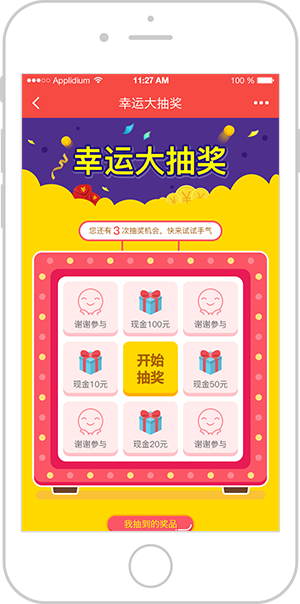 Applidium 11:27 AM 100 %
幸运大抽奖
幸运大抽奖
您还有3次抽奖机会，快来试试手气
谢谢参与 现金100元 谢谢参与
现金10元 开始 现金50元
抽奖
谢谢参与 现金20元 谢谢参与
我抽到的奖品